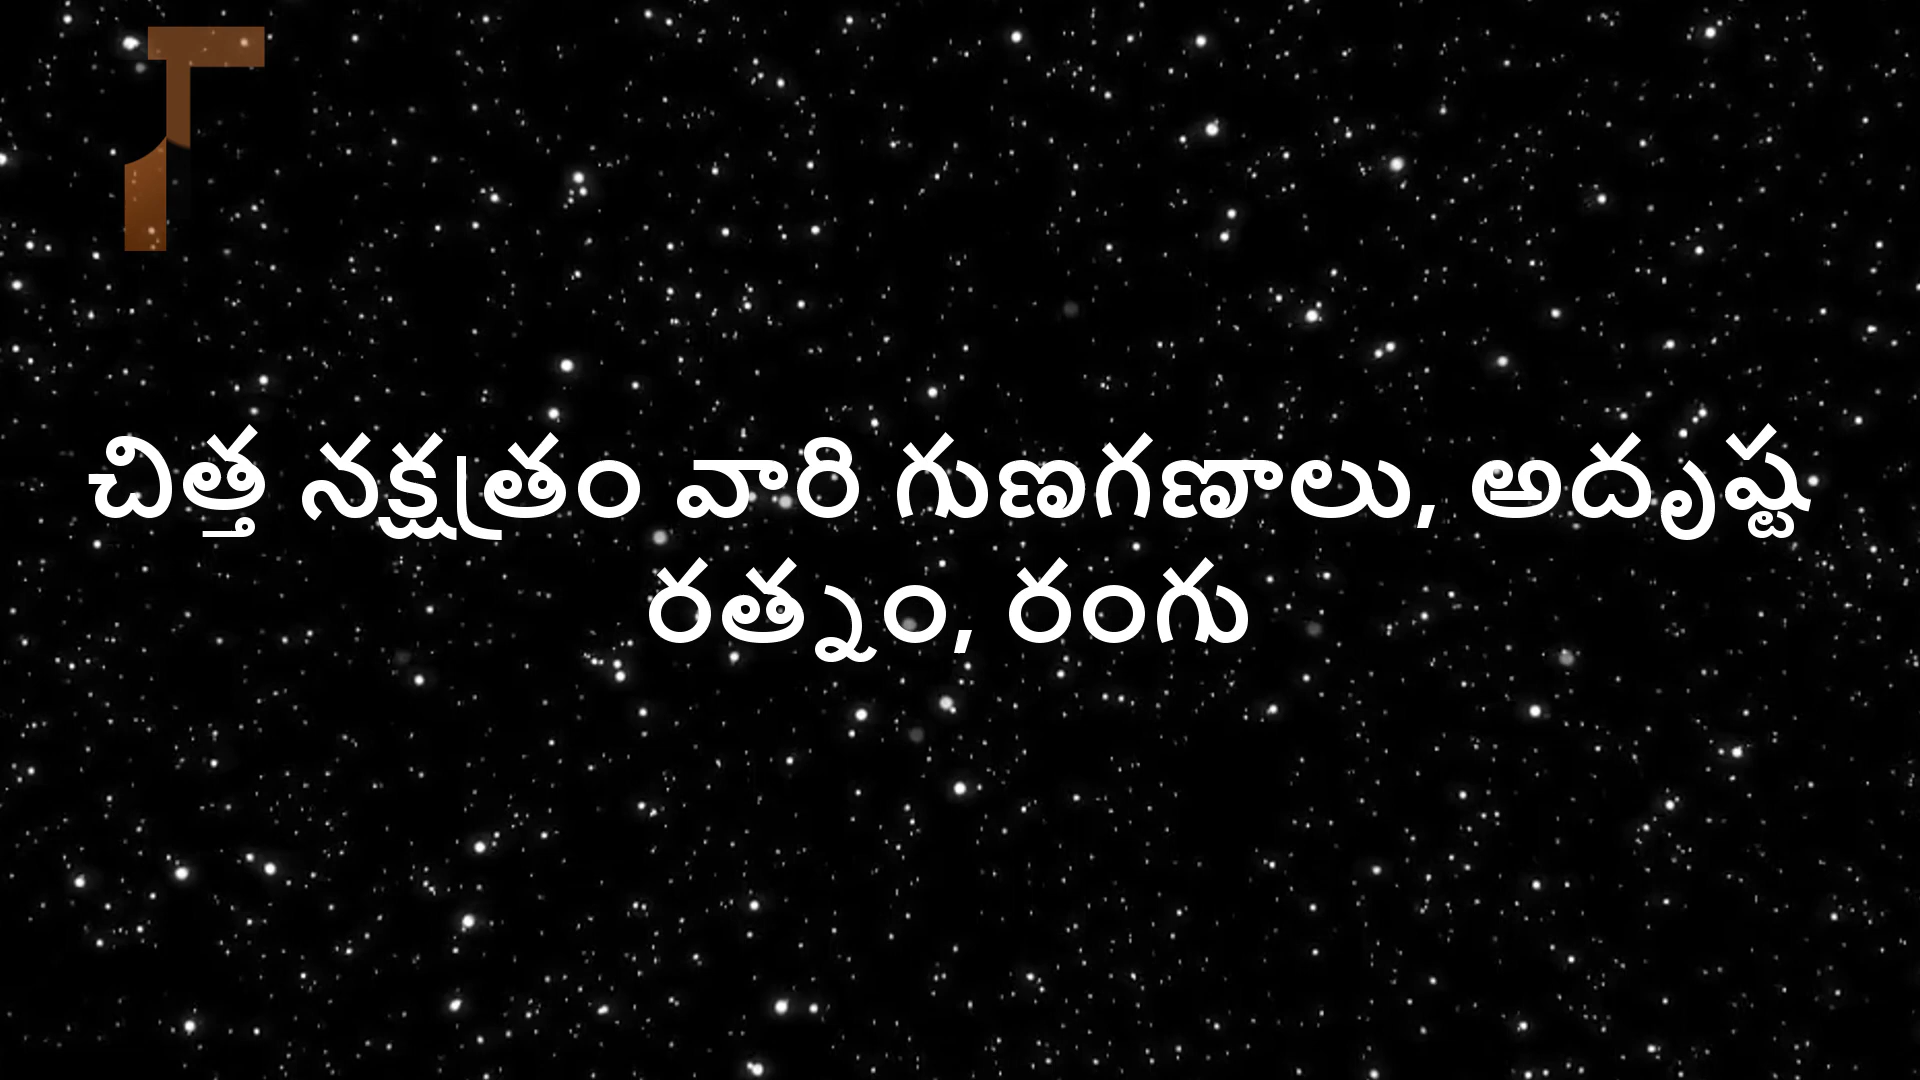 చిత్త నక్షత్రం వారి గుణగణాలు, అదృష్ట
రత్నం, రంగు